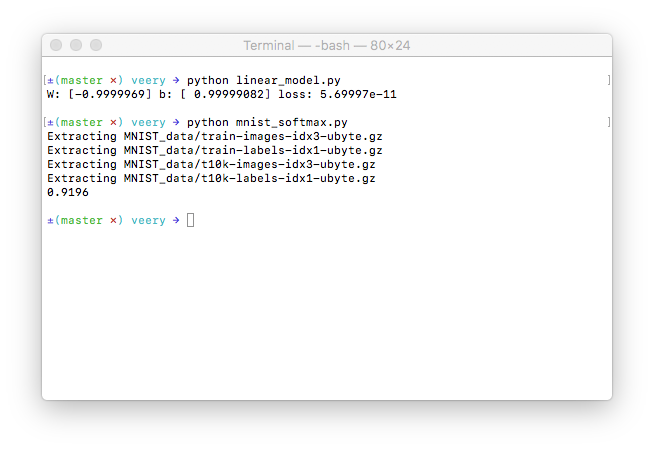 Terminal — -bash — 80×24
[±(master ×) veery → python linear_model.py ]
W: [-0.9999969] b: [ 0.99999082] loss: 5.69997e-11
[±(master ×) veery → python mnist_softmax.py ]
Extracting MNIST_data/train-images-idx3-ubyte.gz
Extracting MNIST_data/train-labels-idx1-ubyte.gz
Extracting MNIST_data/t10k-images-idx3-ubyte.gz
Extracting MNIST_data/t10k-labels-idx1-ubyte.gz
0.9196
±(master ×) veery →